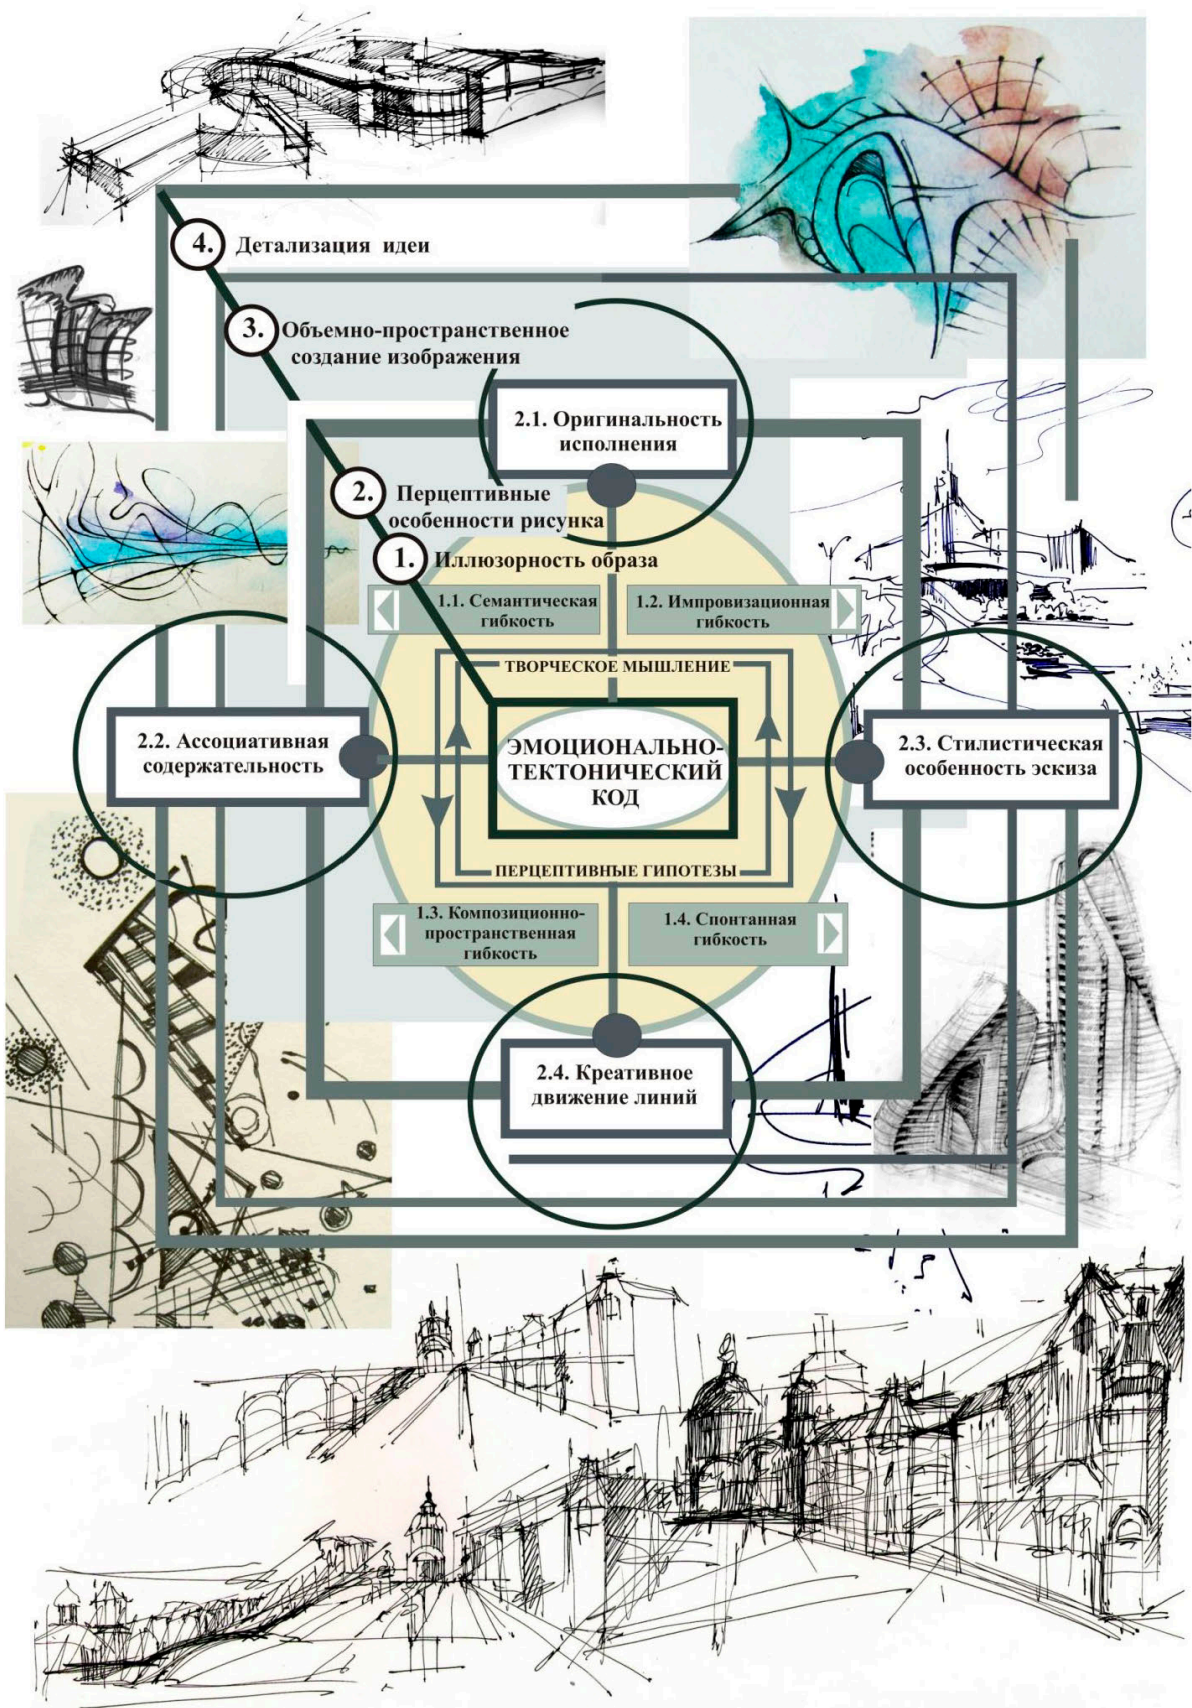 4. Детализация идеи
3. Объемно-пространственное
создание изображения
2.1. Оригинальность
исполнения
2. Перцептивные
особенности рисунка
1. Иллюзорность образа
1.1. Семантическая
гибкость
1.2. Импровизационная
гибкость
ТВОРЧЕСКОЕ МЫШЛЕНИЕ
2.2. Ассоциативная
содержательность
ЭМОЦИОНАЛЬНО-
ТЕКТОНИЧЕСКИЙ
КОД
2.3. Стилистическая
особенность эскиза
ПЕРЦЕПТИВНЫЕ ГИПОТЕЗЫ
1.3. Композиционно-
пространственная
гибкость
1.4. Спонтанная
гибкость
2.4. Креативное
движение линий